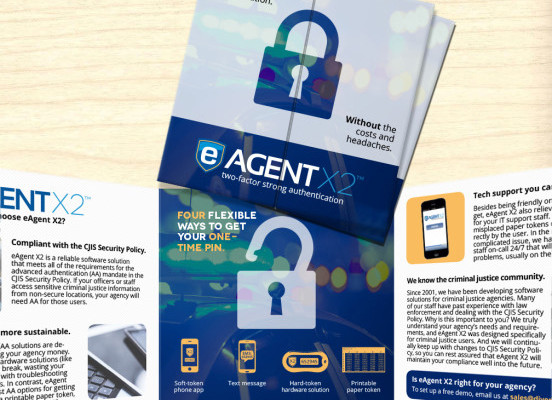 Without the
costs and
headaches.
e AGENT X2™
two-factor strong authentication
ENT X2™
oose eAgent X2?
Compliant with the CJIS Security Policy.
eAgent X2 is a reliable software solution
that meets all of the requirements for the
advanced authentication (AA) mandate in the
CJIS Security Policy. If your officers or staff
access sensitive criminal justice information
from non-secure locations, your agency will
need AA for those users.
more sustainable.
AA solutions are de-
g your agency money.
ardware solutions (like
break, wasting your
with troubleshooting
s. In contrast, eAgent
st AA options for getting
a printable paper token,
FOUR FLEXIBLE
WAYS TO GET
YOUR ONE-
TIME PIN.
Soft-token
phone app
Text message
Hard-token
hardware solution
Printable
paper token
Tech support you ca
Besides being friendly on
get, eAgent X2 also reliev
for your IT support staff.
misplaced paper tokens
rectly by the user. In the
complicated issue, we ha
staff on-call 24/7 that will
problems, usually on the
We know the criminal justice community.
Since 2001, we have been developing software
solutions for criminal justice agencies. Many
of our staff have past experience with law
enforcement and dealing with the CJIS Security
Policy. Why is this important to you? We truly
understand your agency's needs and require-
ments, and eAgent X2 was designed specifically
for criminal justice users. And we will continu-
ally keep up with changes to CJIS Security Poli-
cy, so you can rest assured that eAgent X2 will
maintain your compliance well into the future.
Is eAgent X2 right for your agency?
To set up a free demo, email us at